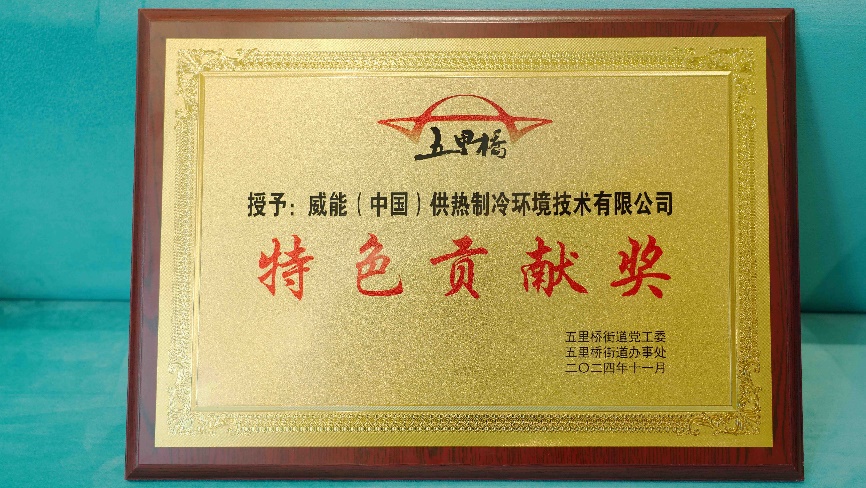 五里桥
授予：威能（中国）供热制冷环境技术有限公司
特色贡献奖
五里桥街道党工委
五里桥街道办事处
二〇二四年十一月